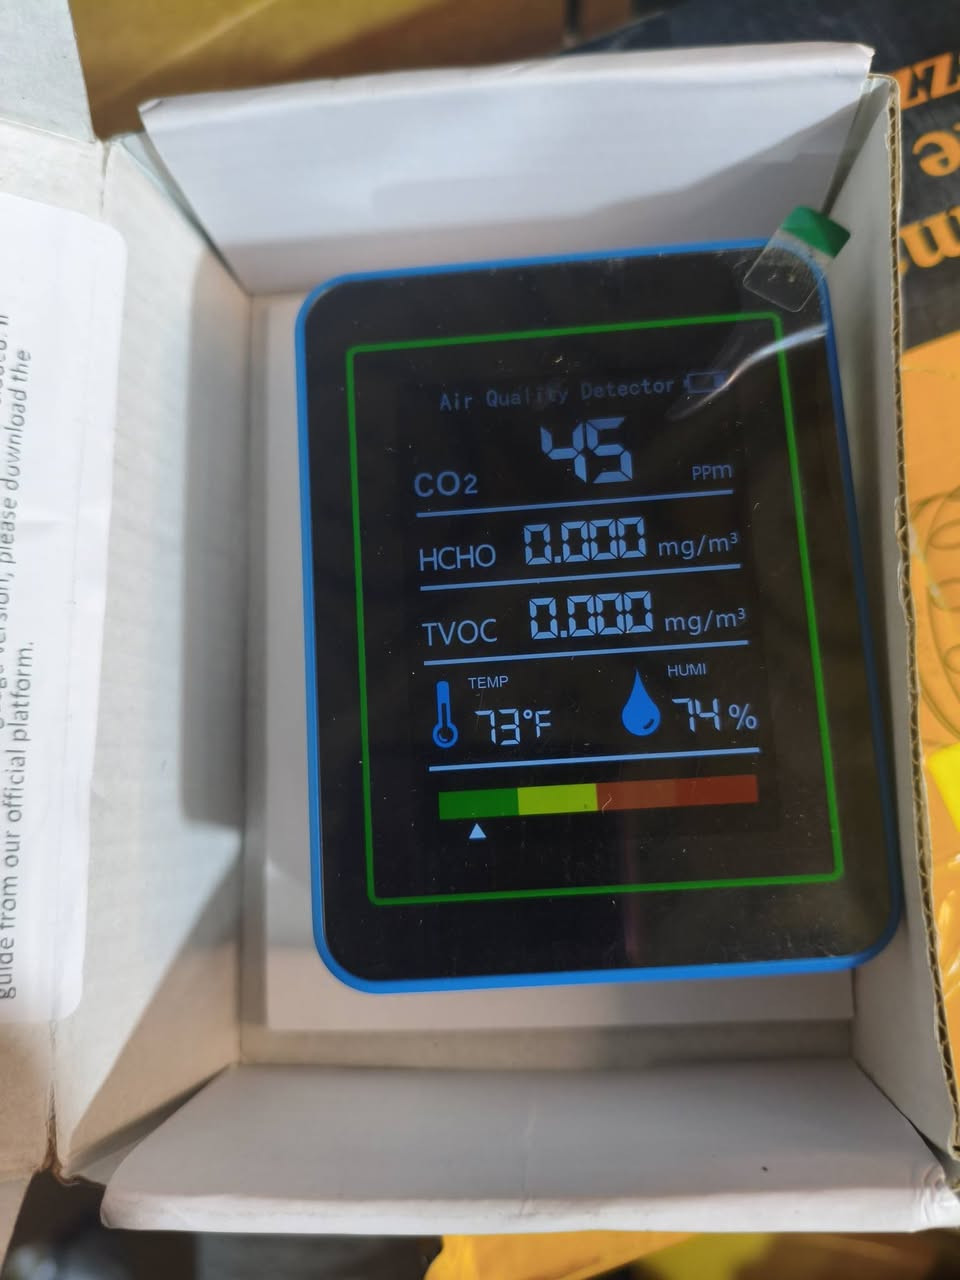 Air Quality Detector
CO2 45 PPm
HCHO 0.000 mg/m³
TVOC 0.000 mg/m³
TEMP HUMI
73°F 74%
version, please download the
guide from our official platform.